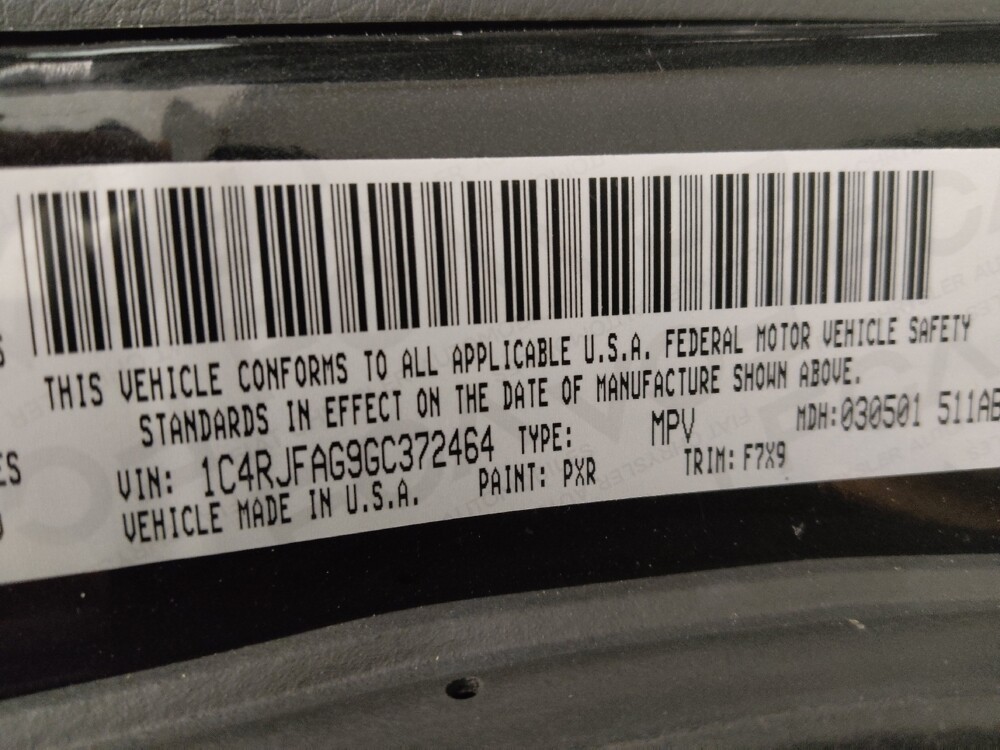 THIS VEHICLE CONFORMS TO ALL APPLICABLE U.S.A. FEDERAL MOTOR VEHICLE SAFETY
STANDARDS IN EFFECT ON THE DATE OF MANUFACTURE SHOWN ABOVE.
VIN: 1C4RJFAG9GC372464 TYPE: MPV MDH:030501 511AE
VEHICLE MADE IN U.S.A. PAINT: PXR TRIM: F7X9